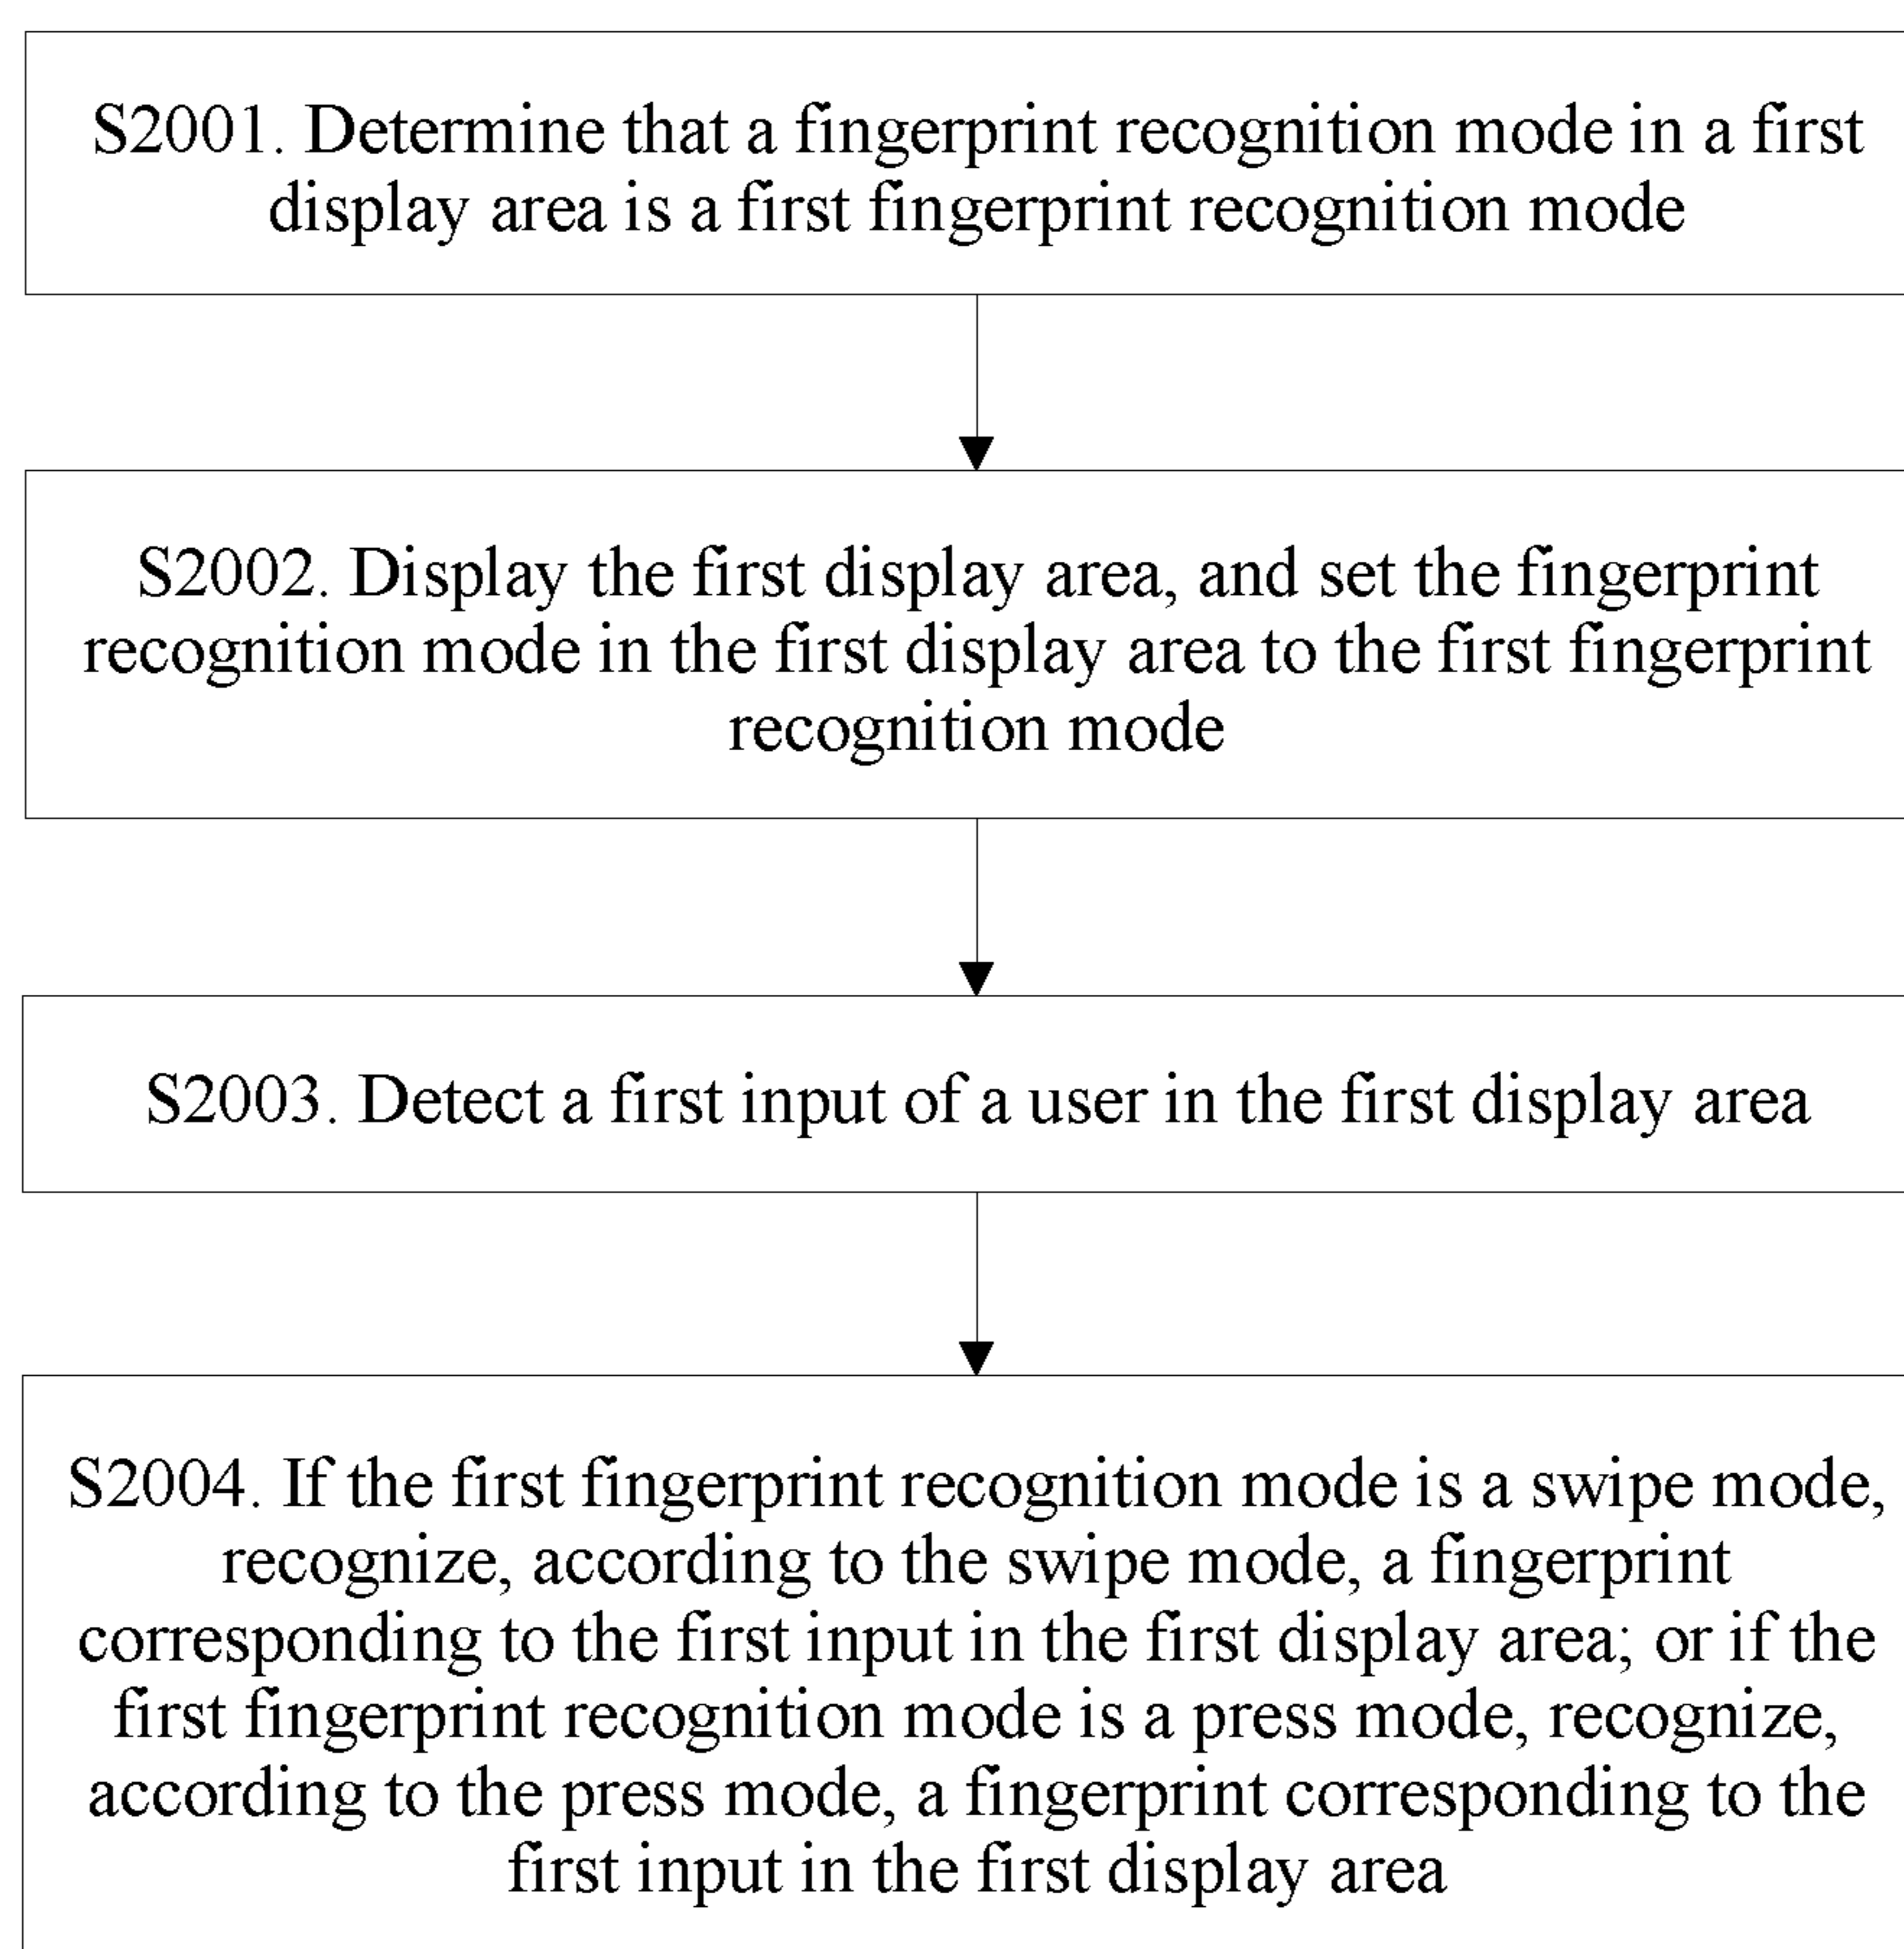 S2001. Determine that a fingerprint recognition mode in a first
display area is a first fingerprint recognition mode
S2002. Display the first display area, and set the fingerprint
recognition mode in the first display area to the first fingerprint
recognition mode
S2003. Detect a first input of a user in the first display area
S2004. If the first fingerprint recognition mode is a swipe mode,
recognize, according to the swipe mode, a fingerprint
corresponding to the first input in the first display area; or if the
first fingerprint recognition mode is a press mode, recognize,
according to the press mode, a fingerprint corresponding to the
first input in the first display area